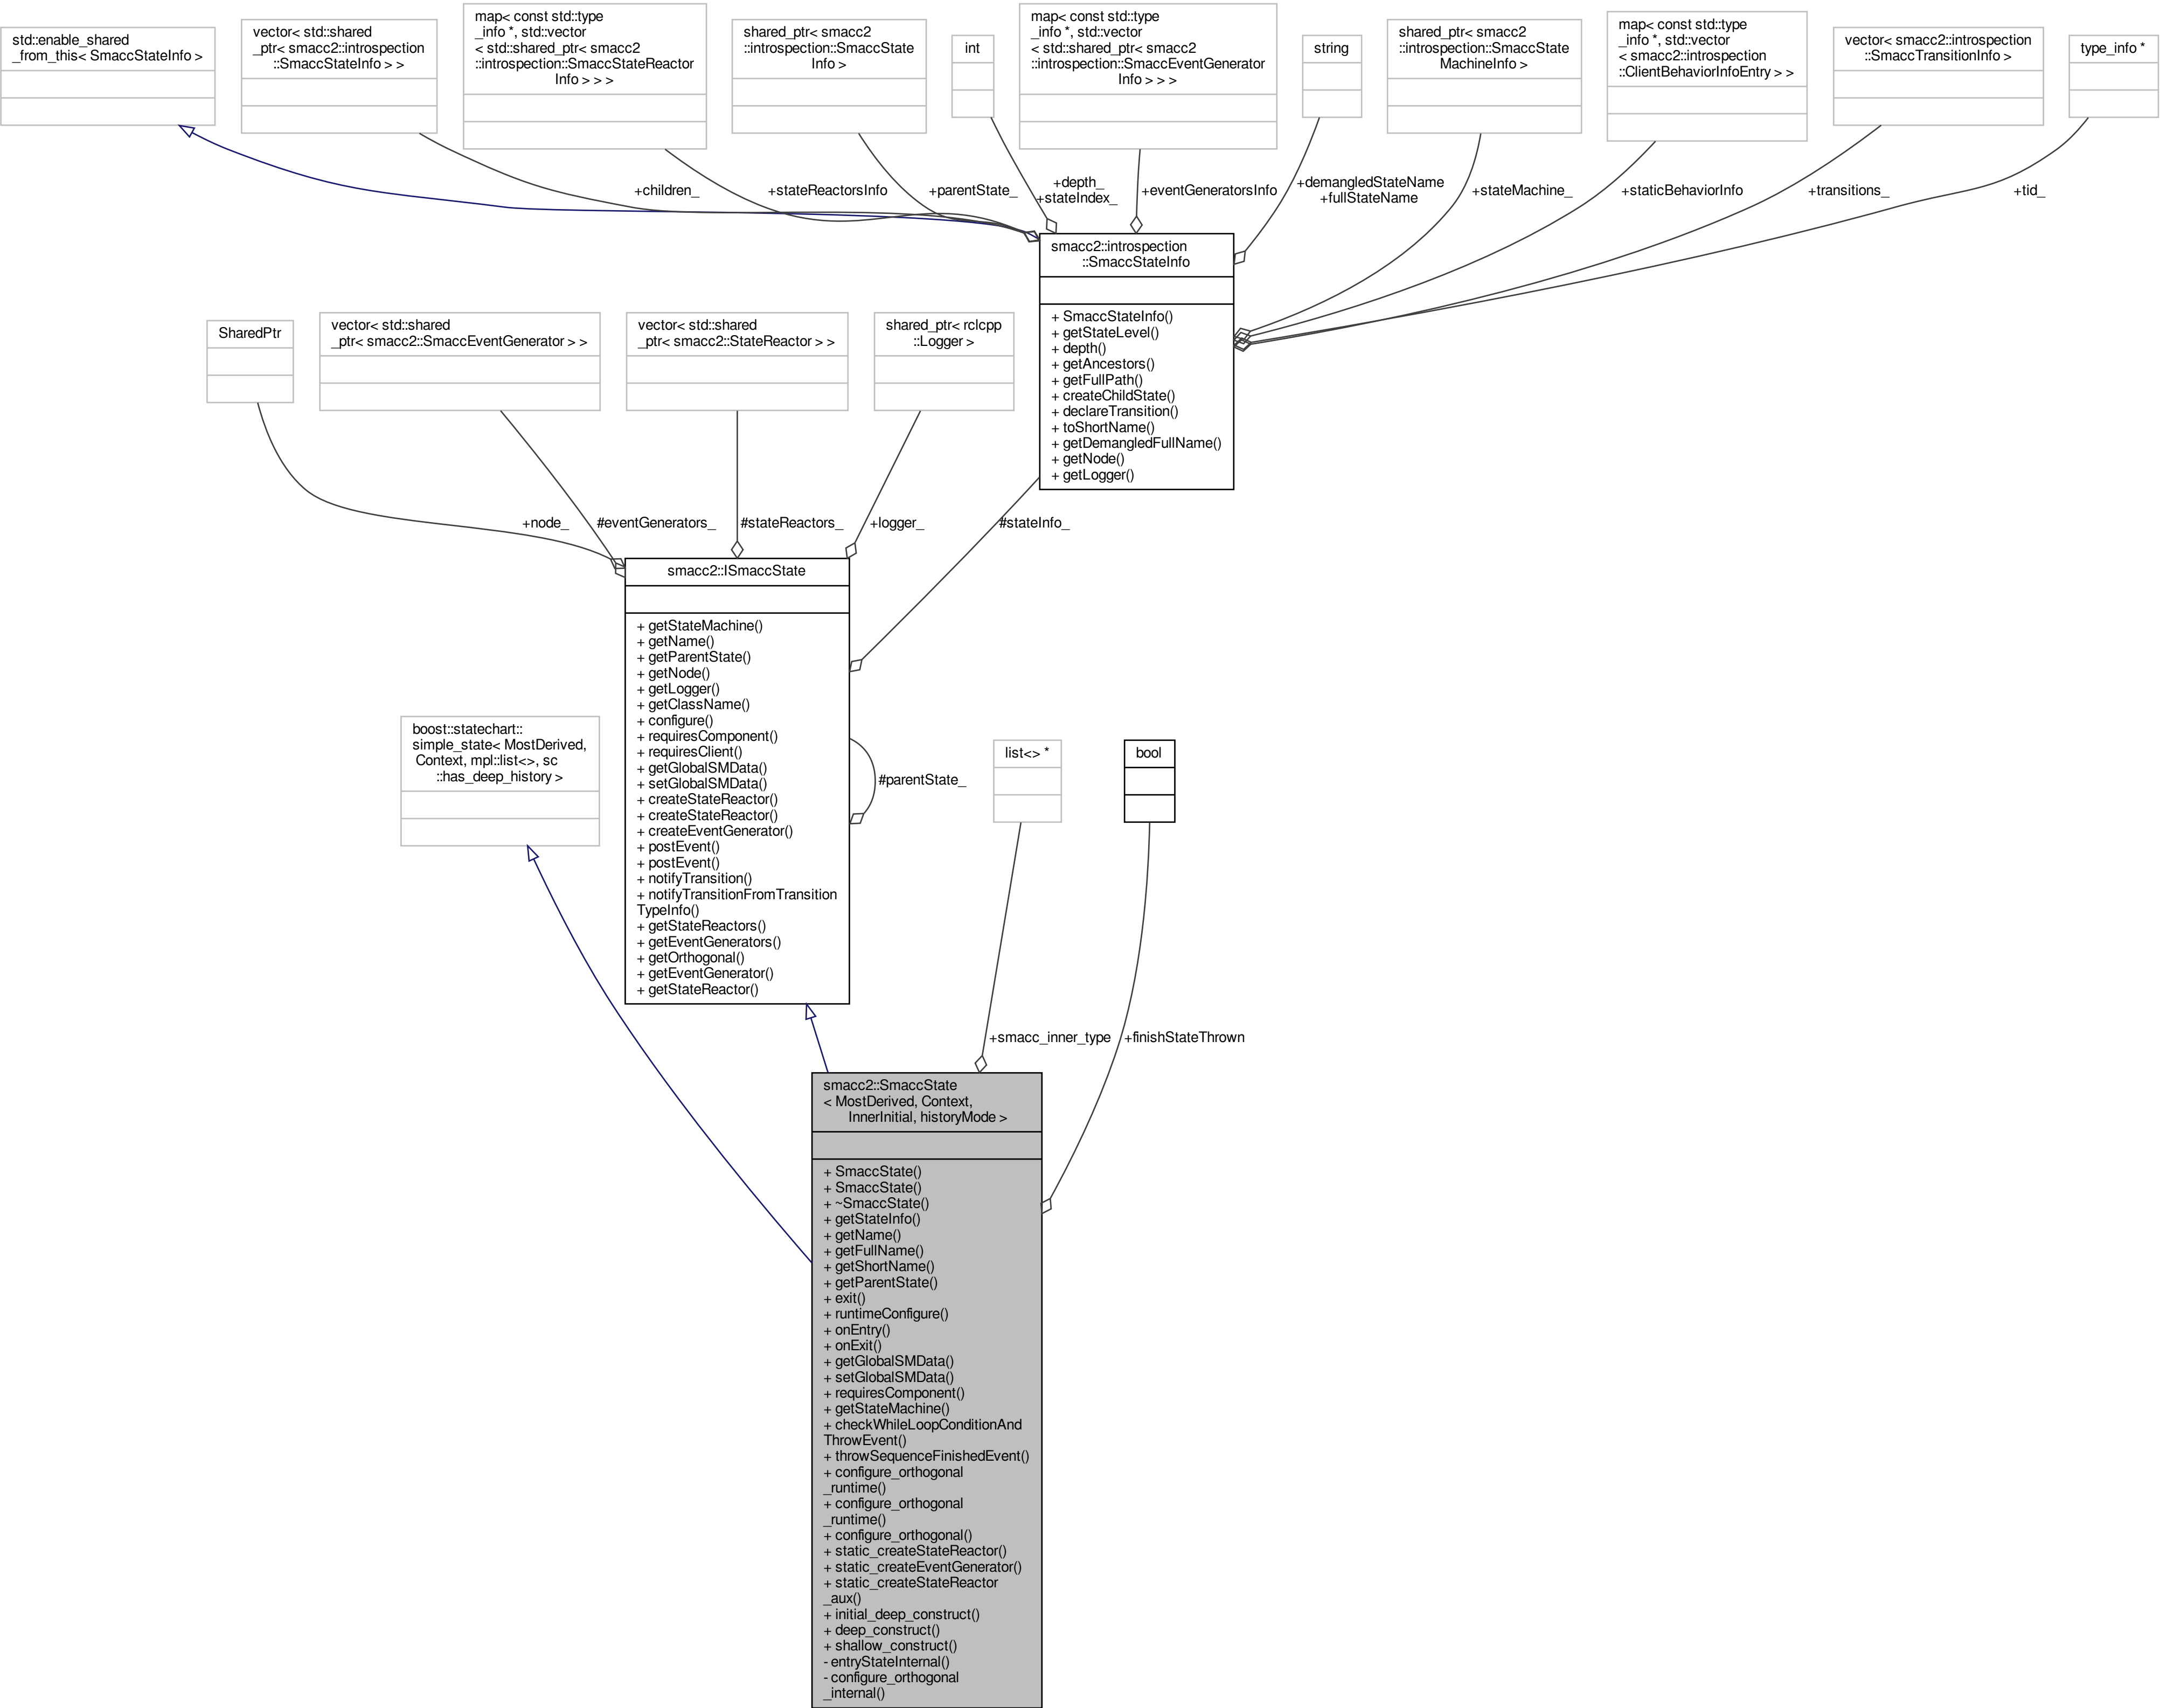 std::enable_shared
_from_this< SmaccStateInfo >
vector< std::shared
_ptr< smacc2::introspection
::SmaccStateInfo > >
map< const std::type
_info *, std::vector
< std::shared_ptr< smacc2
::introspection::SmaccStateReactor
Info > > >
shared_ptr< smacc2
::introspection::SmaccState
Info >
int
map< const std::type
_info *, std::vector
< std::shared_ptr< smacc2
::introspection::SmaccEventGenerator
Info > > >
string
shared_ptr< smacc2
::introspection::SmaccState
MachineInfo >
map< const std::type
_info *, std::vector
< smacc2::introspection
::ClientBehaviorInfoEntry > >
vector< smacc2::introspection
::SmaccTransitionInfo >
type_info *
+children_
+stateReactorsInfo
+parentState_
+depth_
+stateIndex_
+eventGeneratorsInfo
+demangledStateName
+fullStateName
+stateMachine_
+staticBehaviorInfo
+transitions_
+tid_
smacc2::introspection
::SmaccStateInfo
+ SmaccStateInfo()
+ getStateLevel()
+ depth()
+ getAncestors()
+ getFullPath()
+ createChildState()
+ declareTransition()
+ toShortName()
+ getDemangledFullName()
+ getNode()
+ getLogger()
SharedPtr
vector< std::shared
_ptr< smacc2::SmaccEventGenerator > >
vector< std::shared
_ptr< smacc2::StateReactor > >
shared_ptr< rclcpp
::Logger >
+node_
#eventGenerators_
#stateReactors_
+logger_
#stateInfo_
smacc2::ISmaccState
+ getStateMachine()
+ getName()
+ getParentState()
+ getNode()
+ getLogger()
+ getClassName()
+ configure()
+ requiresComponent()
+ requiresClient()
+ getGlobalSMData()
+ setGlobalSMData()
+ createStateReactor()
+ createStateReactor()
+ createEventGenerator()
+ postEvent()
+ postEvent()
+ notifyTransition()
+ notifyTransitionFromTransition
TypeInfo()
+ getStateReactors()
+ getEventGenerators()
+ getOrthogonal()
+ getEventGenerator()
+ getStateReactor()
#parentState_
boost::statechart::
simple_state< MostDerived,
Context, mpl::list<>, sc
::has_deep_history >
list<> *
bool
+smacc_inner_type
+finishStateThrown
smacc2::SmaccState
< MostDerived, Context,
InnerInitial, historyMode >
+ SmaccState()
+ SmaccState()
+ ~SmaccState()
+ getStateInfo()
+ getName()
+ getFullName()
+ getShortName()
+ getParentState()
+ exit()
+ runtimeConfigure()
+ onEntry()
+ onExit()
+ getGlobalSMData()
+ setGlobalSMData()
+ requiresComponent()
+ getStateMachine()
+ checkWhileLoopConditionAnd
ThrowEvent()
+ throwSequenceFinishedEvent()
+ configure_orthogonal
_runtime()
+ configure_orthogonal
_runtime()
+ configure_orthogonal()
+ static_createStateReactor()
+ static_createEventGenerator()
+ static_createStateReactor
_aux()
+ initial_deep_construct()
+ deep_construct()
+ shallow_construct()
- entryStateInternal()
- configure_orthogonal
_internal()